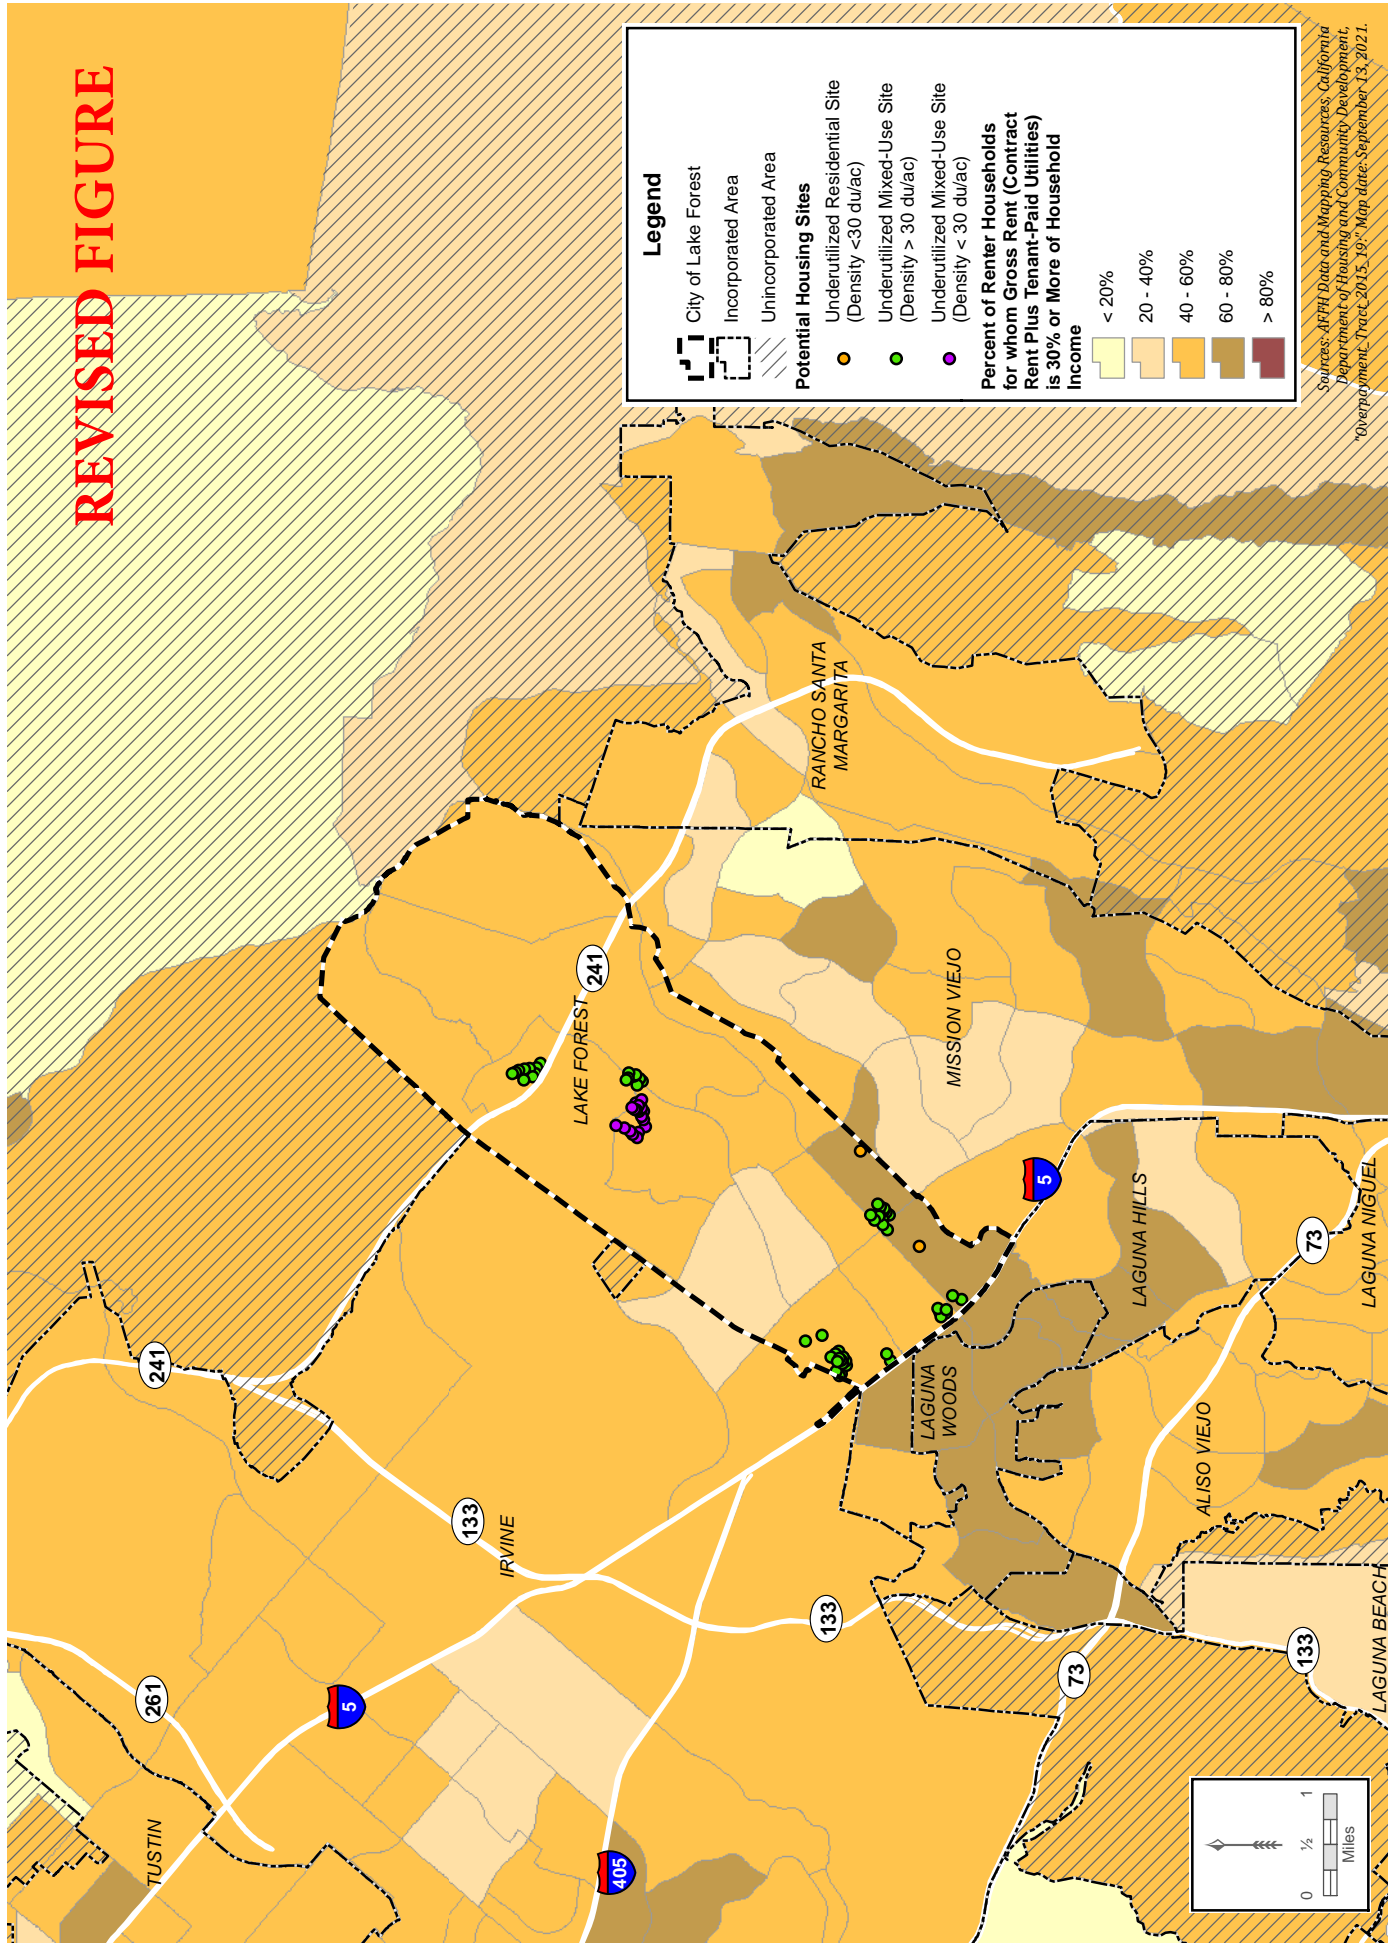 REVISED FIGURE
Legend
City of Lake Forest
Incorporated Area
Unincorporated Area
Potential Housing Sites
Underutilized Residential Site
(Density <30 du/ac)
Underutilized Mixed-Use Site
(Density > 30 du/ac)
Underutilized Mixed-Use Site
(Density < 30 du/ac)
Percent of Renter Households
for whom Gross Rent (Contract
Rent Plus Tenant-Paid Utilities)
is 30% or More of Household
Income
< 20%
20 - 40%
40 - 60%
60 - 80%
> 80%
Sources: AFFH Data and Mapping Resources, California
Department of Housing and Community Development,
"Overpayment_Tract_2015_19." Map date: September 13, 2021.
TUSTIN
261
5
241
133
IRVINE
405
133
LAKE FOREST
241
RANCHO SANTA
MARGARITA
MISSION VIEJO
5
LAGUNA
WOODS
LAGUNA HILLS
73
ALISO VIEJO
73
LAGUNA NIGUEL
133
LAGUNA BEACH
0 ½ 1
Miles